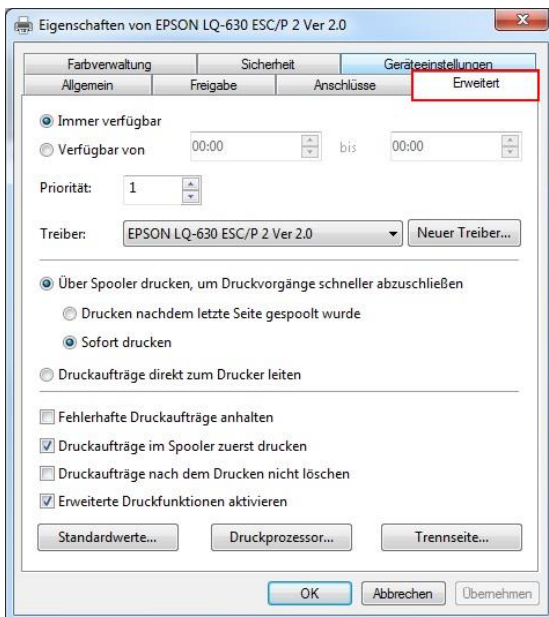 Eigenschaften von EPSON LQ-630 ESC/P 2 Ver 2.0
Farbverwaltung Sicherheit Geräteeinstellungen
Allgemein Freigabe Anschlüsse Erweitert
Immer verfügbar
Verfügbar von 00:00 bis 00:00
Priorität: 1
Treiber: EPSON LQ-630 ESC/P 2 Ver 2.0 Neuer Treiber...
Über Spooler drucken, um Druckvorgänge schneller abzuschließen
Drucken nachdem letzte Seite gespoolt wurde
Sofort drucken
Druckaufträge direkt zum Drucker leiten
Fehlerhafte Druckaufträge anhalten
Druckaufträge im Spooler zuerst drucken
Druckaufträge nach dem Drucken nicht löschen
Erweiterte Druckfunktionen aktivieren
Standardwerte... Druckprozessor... Trennseite...
OK Abbrechen Übernehmen